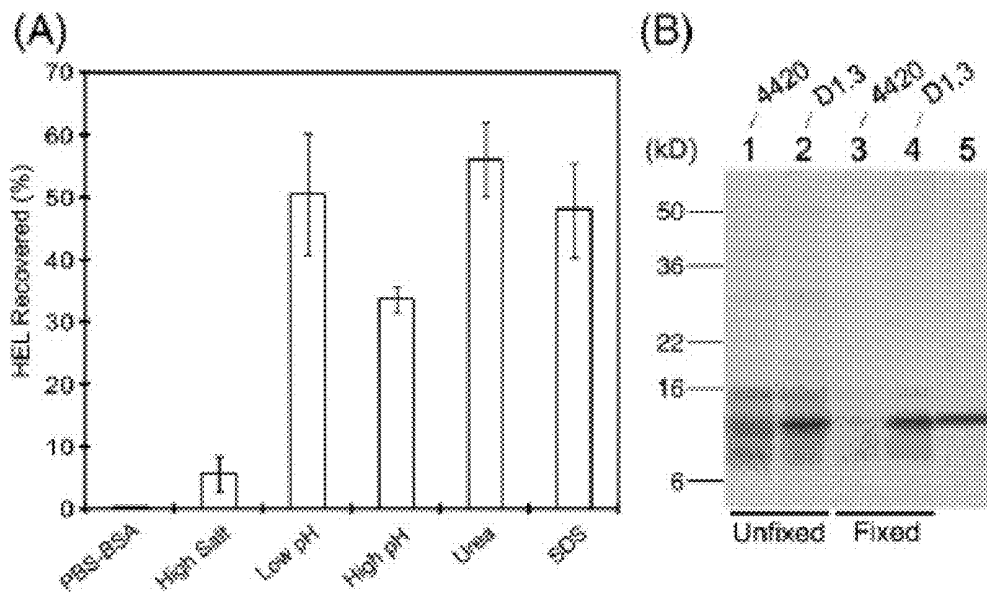 (A)
70
60
50
40
30
20
10
0
HEL Recovered (%)
PBS-BSA
High Salt
Low pH
High pH
Urea
SDS
(B)
4420
D1.3
4420
D1.3
(kD) 1 2 3 4 5
50
36
22
16
6
Unfixed Fixed